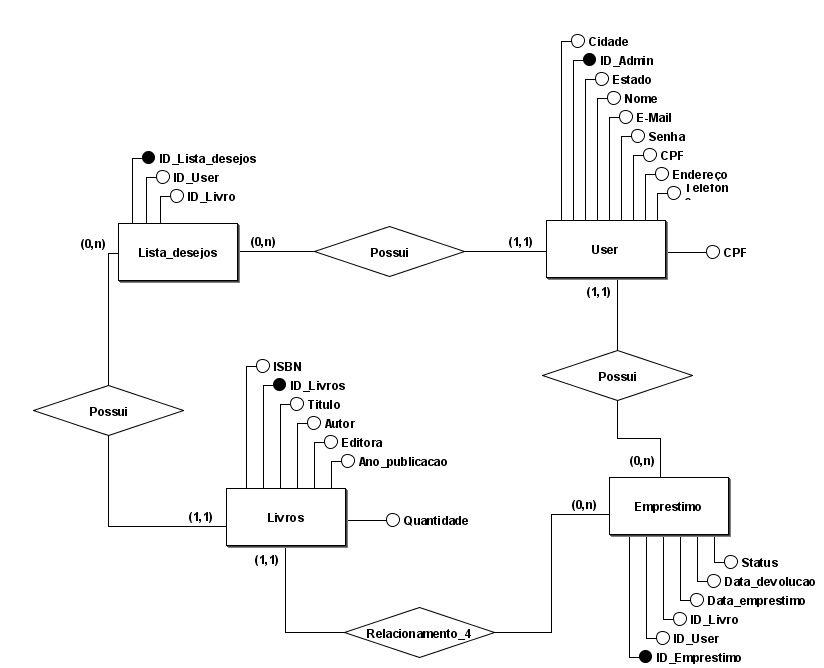 Cidade
ID_Admin
Estado
Nome
E-Mail
Senha
CPF
Endereço
Telefon
ID_Lista_desejos
ID_User
ID_Livro
(0,n)
Lista_desejos
(0,n)
Possui
(1,1)
User
CPF
(1,1)
Possui
Possui
ISBN
ID_Livros
Titulo
Autor
Editora
Ano_publicacao
(1,1)
Livros
Quantidade
(1,1)
(0,n)
(0,n)
Emprestimo
Status
Data_devolucao
Data_emprestimo
ID_Livro
ID_User
ID_Emprestimo
Relacionamento_4